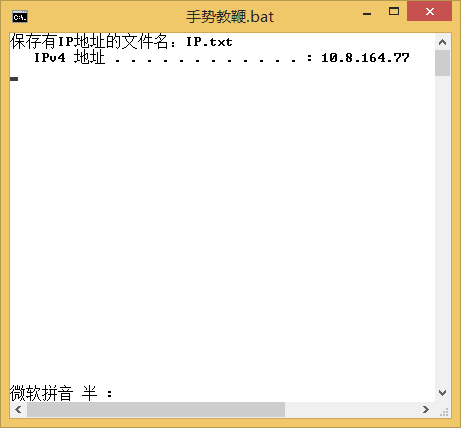 手势教鞭.bat
保存有IP地址的文件名：IP.txt
IPv4 地址 . . . . . . . . . . . . : 10.8.164.77
微软拼音 半 ：